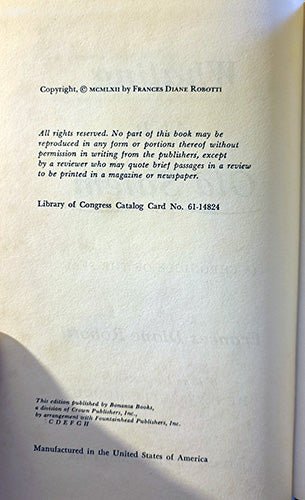 Copyright, © MCMLXII by Frances Diane Robotti
All rights reserved. No part of this book may be
reproduced in any form or portions thereof without
permission in writing from the publishers, except
by a reviewer who may quote brief passages in a review
to be printed in a magazine or newspaper.
Library of Congress Catalog Card No. 61-14824
This edition published by Bonanza Books,
a division of Crown Publishers, Inc.,
by arrangement with Fountainhead Publishers, Inc.
C D E F G H
Manufactured in the United States of America